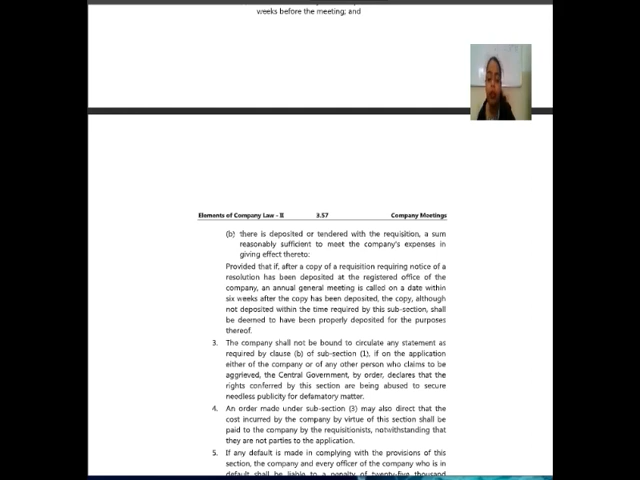 weeks before the meeting; and
Elements of Company Law - II 3.57 Company Meetings
(b) there is deposited or tendered with the requisition, a sum
reasonably sufficient to meet the company's expenses in
giving effect thereto:
Provided that if, after a copy of a requisition requiring notice of a
resolution has been deposited at the registered office of the
company, an annual general meeting is called on a date within
six weeks after the copy has been deposited, the copy, although
not deposited within the time required by this sub-section, shall
be deemed to have been properly deposited for the purposes
thereof.
3. The company shall not be bound to circulate any statement as
required by clause (b) of sub-section (1), if on the application
either of the company or of any other person who claims to be
aggrieved, the Central Government, by order, declares that the
rights conferred by this section are being abused to secure
needless publicity for defamatory matter.
4. An order made under sub-section (3) may also direct that the
cost incurred by the company by virtue of this section shall be
paid to the company by the requisitionists, notwithstanding that
they are not parties to the application.
5. If any default is made in complying with the provisions of this
section, the company and every officer of the company who is in
default shall be liable to a penalty of twenty-five thousand